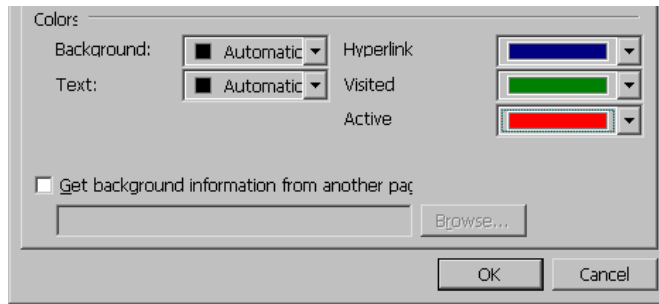 Colors
Background: Automatic Hyperlink
Text: Automatic Visited
Active
Get background information from another pag
Browse...
OK Cancel